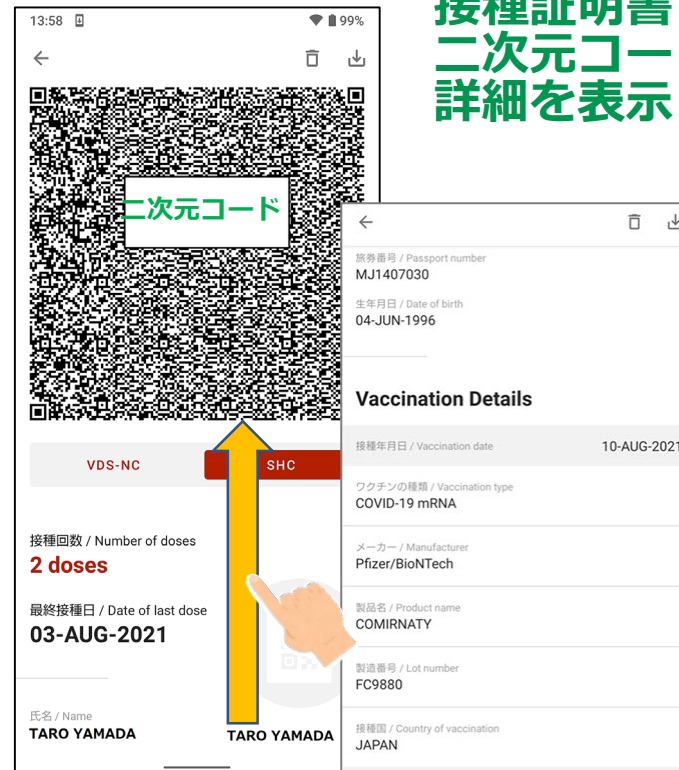 接種証明書
二次元コー
詳細を表示
13:58
99%
二次元コード
VDS-NC
SHC
接種回数 / Number of doses
2 doses
最終接種日 / Date of last dose
03-AUG-2021
氏名 / Name
TARO YAMADA
TARO YAMADA
旅券番号 / Passport number
MJ1407030
生年月日 / Date of birth
04-JUN-1996
Vaccination Details
接種年月日 / Vaccination date
10-AUG-2021
ワクチンの種類 / Vaccination type
COVID-19 mRNA
メーカー / Manufacturer
Pfizer/BioNTech
製品名 / Product name
COMIRNATY
製造番号 / Lot number
FC9880
接種国 / Country of vaccination
JAPAN